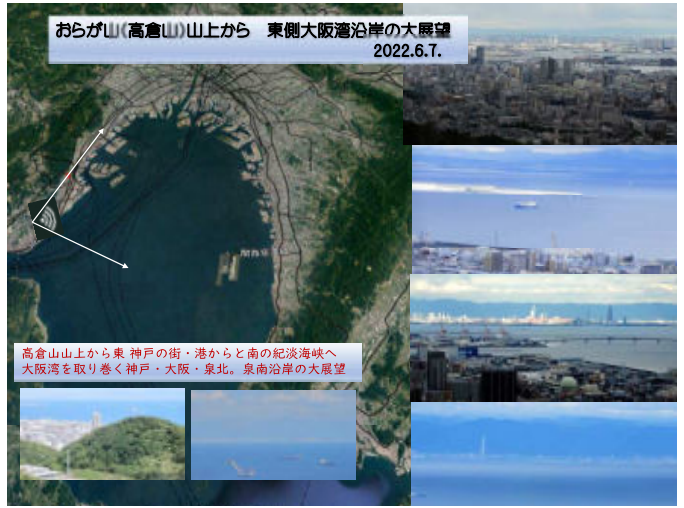 おらが山(高倉山)山上から　東側大阪湾沿岸の大展望
2022.6.7.
高倉山山上から東 神戸の街・港からと南の紀淡海峡へ
大阪湾を取り巻く神戸・大阪・泉北。泉南沿岸の大展望